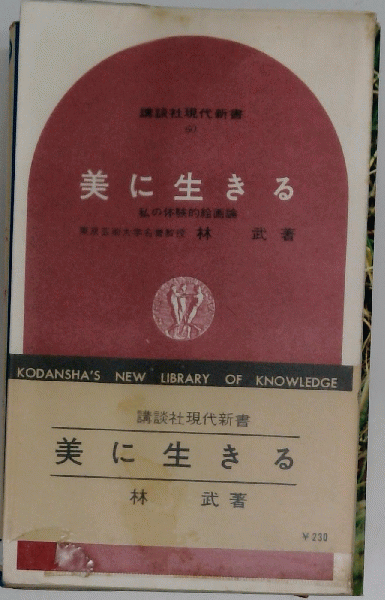 講談社現代新書
美に生きる
私の体験的絵画論
東京芸術大学名誉教授 林 武 著
KODANSHA'S NEW LIBRARY OF KNOWLEDGE
講談社現代新書
美に生きる
林 武 著
¥230